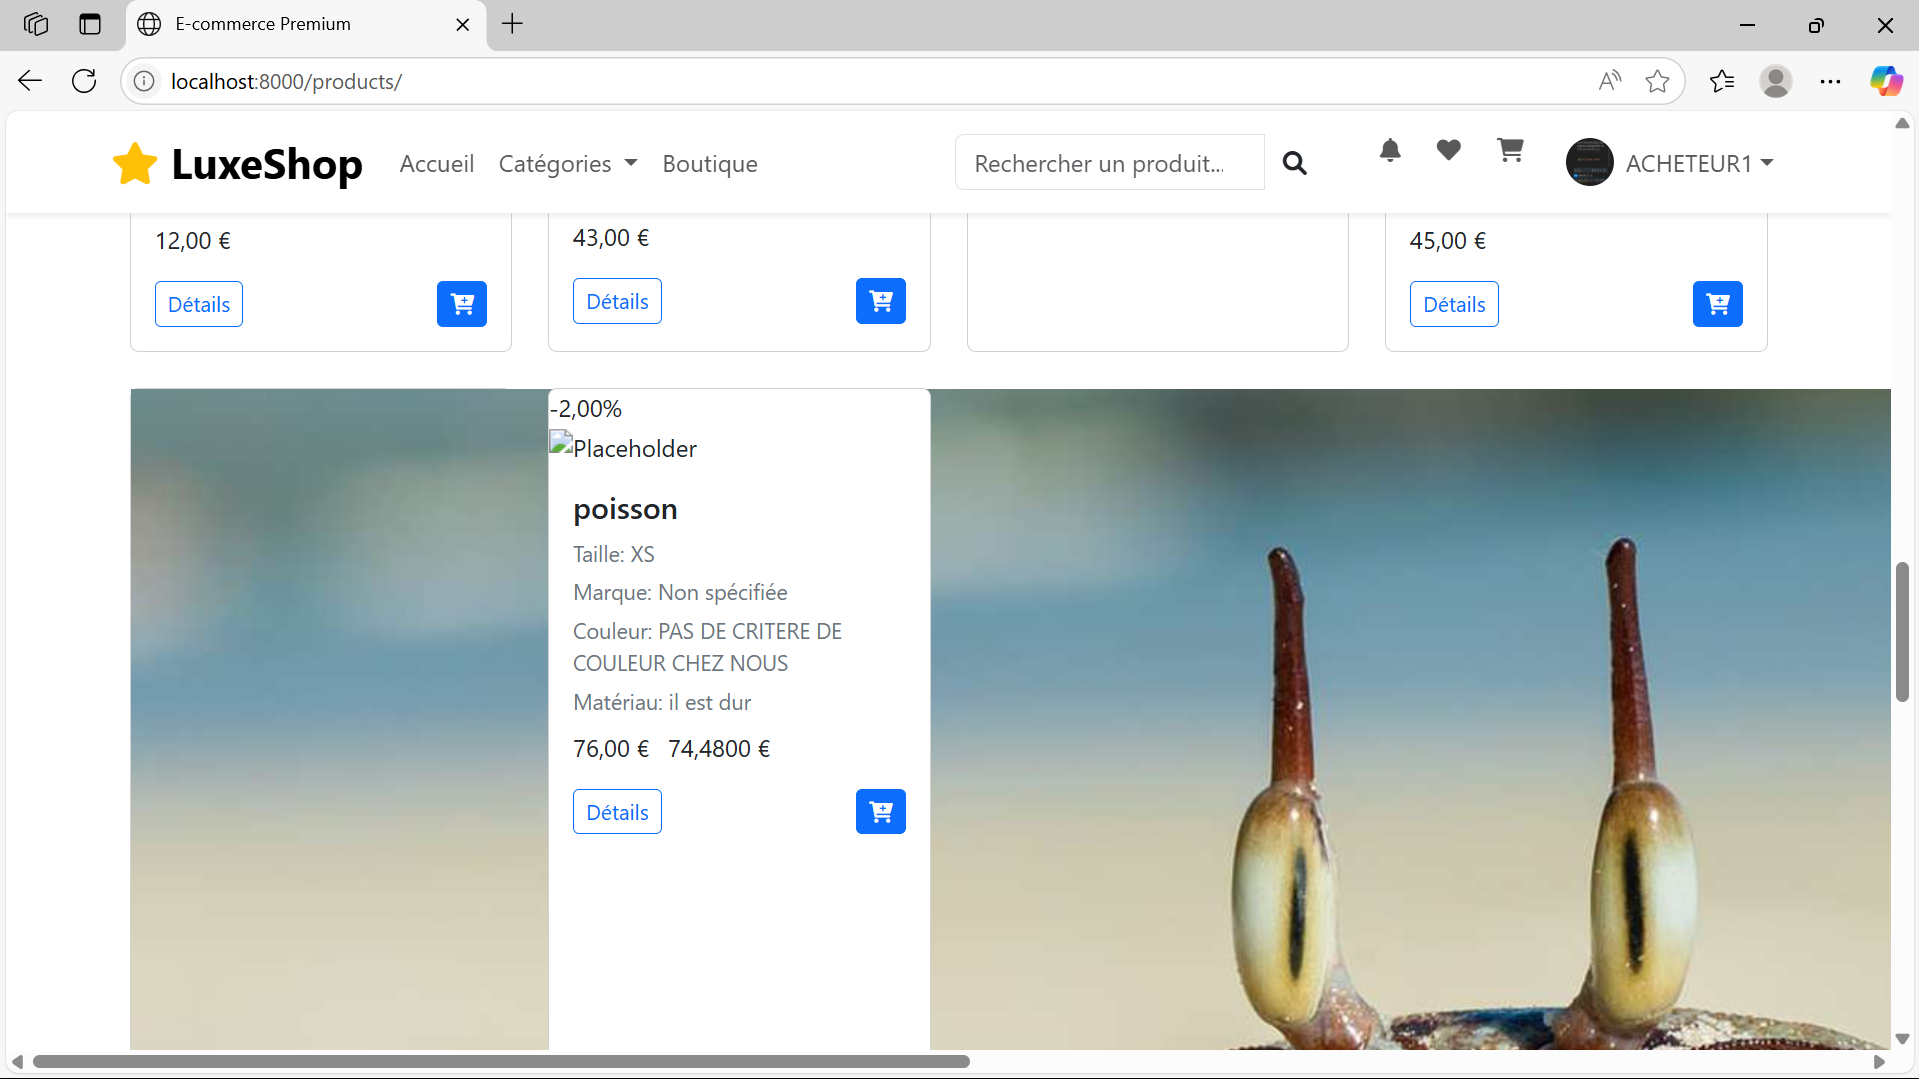 E-commerce Premium
localhost:8000/products/
LuxeShop
Accueil
Catégories
Boutique
Rechercher un produit...
ACHETEUR1
12,00 €
43,00 €
45,00 €
Détails
Détails
Détails
-2,00%
Placeholder
poisson
Taille: XS
Marque: Non spécifiée
Couleur: PAS DE CRITERE DE
COULEUR CHEZ NOUS
Matériau: il est dur
76,00 € 74,4800 €
Détails